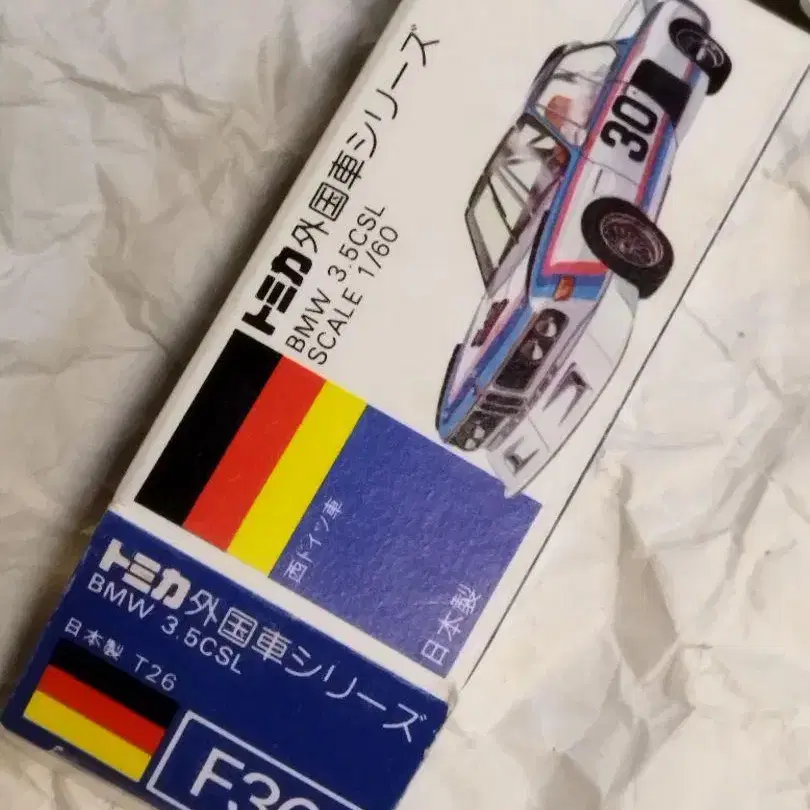 トミカ外国車シリーズ
BMW 3.5CSL
SCALE 1/60
30
西ドイツ車
日本製
トミカ外国車シリーズ
BMW 3.5CSL
日本製 T26